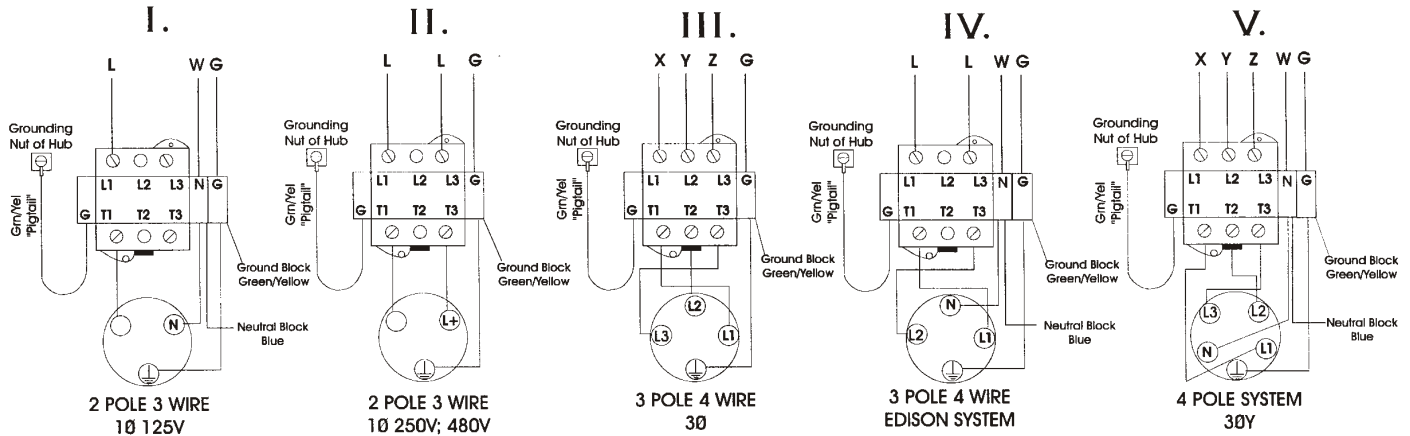 I.
L W G
Grounding
Nut of Hub
Grn/Yel
"Pigtail"
L1 L2 L3 N G
G T1 T2 T3
Ground Block
Green/Yellow
N
Neutral Block
Blue
2 POLE 3 WIRE
1Ø 125V
II.
L L G
Grounding
Nut of Hub
Grn/Yel
"Pigtail"
L1 L2 L3 G
G T1 T2 T3
Ground Block
Green/Yellow
L+
2 POLE 3 WIRE
1Ø 250V; 480V
III.
X Y Z G
Grounding
Nut of Hub
Grn/Yel
"Pigtail"
L1 L2 L3 G
G T1 T2 T3
Ground Block
Green/Yellow
L2
L3 L1
3 POLE 4 WIRE
3Ø
IV.
L L W G
Grounding
Nut of Hub
Grn/Yel
"Pigtail"
L1 L2 L3 N G
G T1 T2 T3
Ground Block
Green/Yellow
N
L2 L1
Neutral Block
Blue
3 POLE 4 WIRE
EDISON SYSTEM
V.
X Y Z W G
Grounding
Nut of Hub
Grn/Yel
"Pigtail"
L1 L2 L3 N G
G T1 T2 T3
Ground Block
Green/Yellow
L3 L2
N L1
Neutral Block
Blue
4 POLE SYSTEM
3ØY